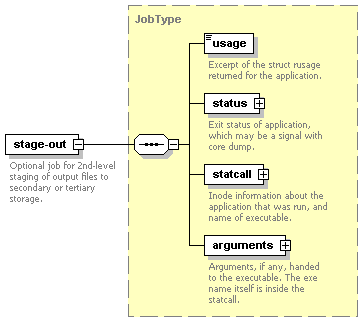 JobType
usage
Excerpt of the struct rusage
returned for the application.
status
Exit status of application,
which may be a signal with
core dump.
stage-out
Optional job for 2nd-level
staging of output files to
secondary or tertiary
storage.
statcall
Inode information about the
application that was run, and
name of executable.
arguments
Arguments, if any, handed
to the executable. The exe
name itself is inside the
statcall.